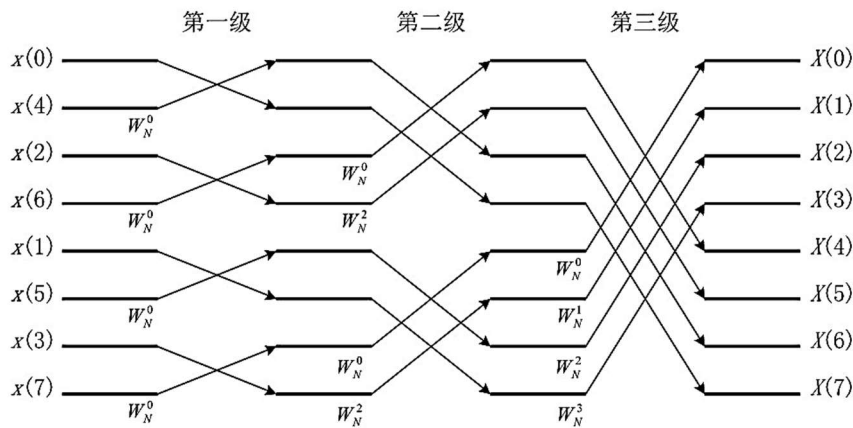 第一级 第二级 第三级
x(0) X(0)
x(4) X(1)
W_N^0
x(2) X(2)
W_N^0
x(6) X(3)
W_N^0 W_N^2
x(1) X(4)
W_N^0
x(5) X(5)
W_N^0 W_N^1
x(3) X(6)
W_N^0 W_N^2
x(7) X(7)
W_N^0 W_N^2 W_N^3